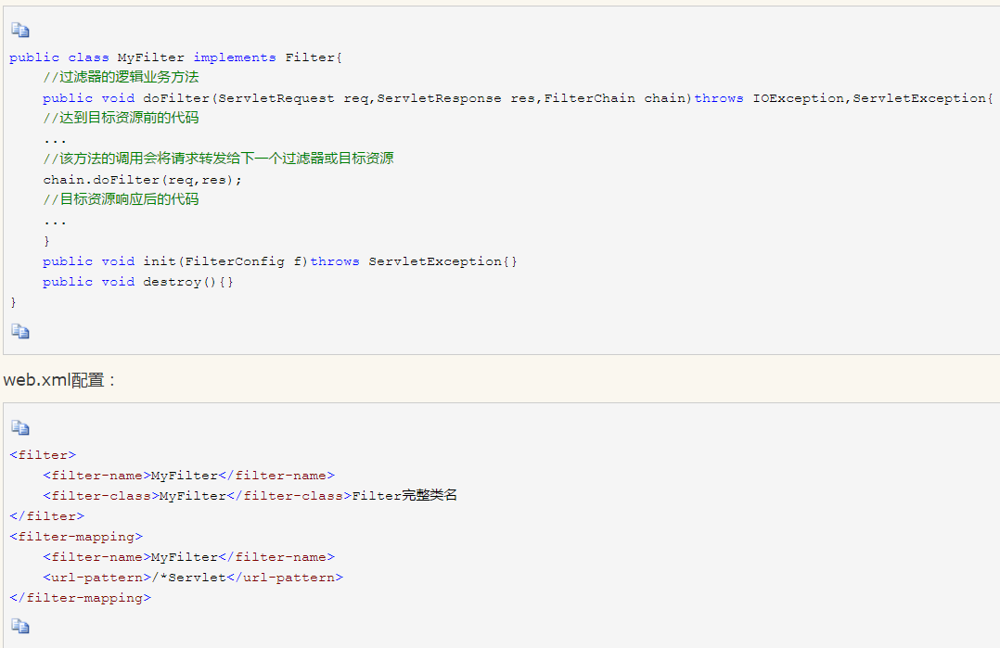 public class MyFilter implements Filter{
    //过滤器的逻辑业务方法
    public void doFilter(ServletRequest req,ServletResponse res,FilterChain chain)throws IOException,ServletException{
    //达到目标资源前的代码
    ...
    //该方法的调用会将请求转发给下一个过滤器或目标资源
    chain.doFilter(req,res);
    //目标资源响应后的代码
    ...
    }
    public void init(FilterConfig f)throws ServletException{}
    public void destroy(){}
}
web.xml配置：
<filter>
    <filter-name>MyFilter</filter-name>
    <filter-class>MyFilter</filter-class>Filter完整类名
</filter>
<filter-mapping>
    <filter-name>MyFilter</filter-name>
    <url-pattern>/*Servlet</url-pattern>
</filter-mapping>